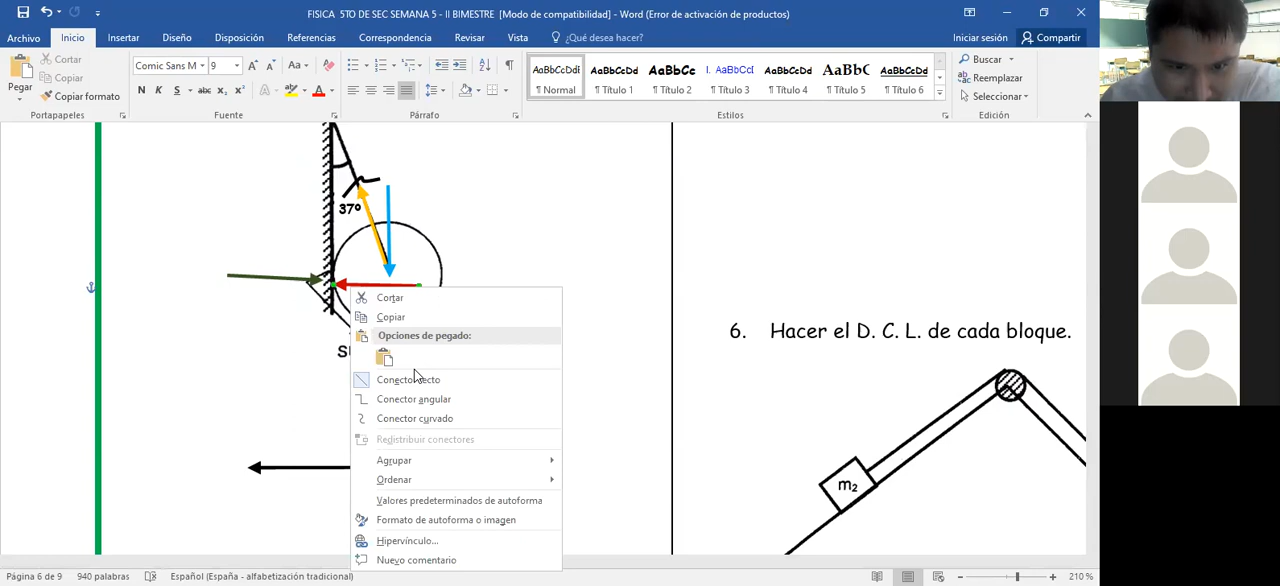 FISICA 5TO DE SEC SEMANA 5 - II BIMESTRE [Modo de compatibilidad] - Word (Error de activación de productos)
Archivo Inicio Insertar Diseño Disposición Referencias Correspondencia Revisar Vista ¿Qué desea hacer? Iniciar sesión Compartir
Pegar
Cortar
Copiar
Copiar formato
Portapapeles
Comic Sans M 9
N K S abc x₂ x²
Fuente
Párrafo
AaBbCcDdE AaBbCcDd AaBbCc I. AaBbCcI AaBbCcDd AaBbC AaBbCcDd
¶ Normal ¶ Título 1 ¶ Título 2 ¶ Título 3 ¶ Título 4 ¶ Título 5 ¶ Título 6
Estilos
Buscar
Reemplazar
Seleccionar
Edición
37º
Cortar
Copiar
Opciones de pegado:
Conector recto
Conector angular
Conector curvado
Redistribuir conectores
Agrupar
Ordenar
Valores predeterminados de autoforma
Formato de autoforma o imagen
Hipervínculo...
Nuevo comentario
6. Hacer el D. C. L. de cada bloque.
m₂
Página 6 de 9 940 palabras Español (España - alfabetización tradicional) 210 %